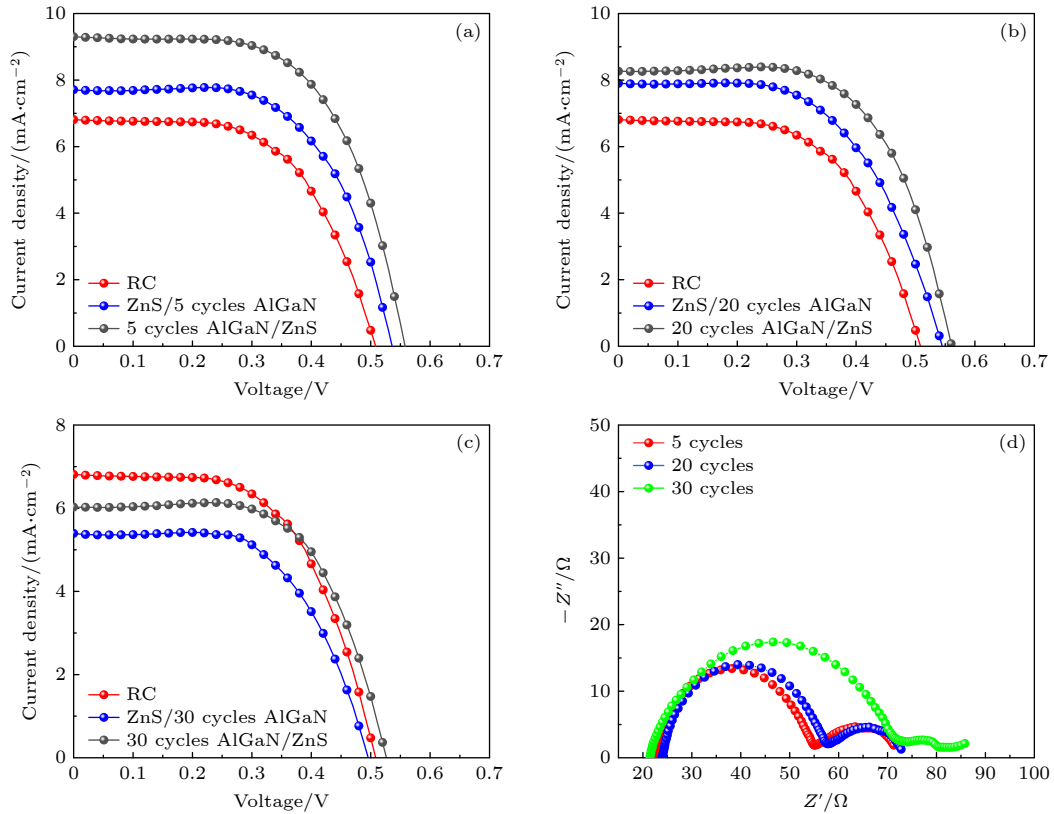 (a)
Current density/(mA·cm⁻²)
10
8
6
4
2
0
RC
ZnS/5 cycles AlGaN
5 cycles AlGaN/ZnS
0 0.1 0.2 0.3 0.4 0.5 0.6 0.7
Voltage/V
(b)
Current density/(mA·cm⁻²)
10
8
6
4
2
0
RC
ZnS/20 cycles AlGaN
20 cycles AlGaN/ZnS
0 0.1 0.2 0.3 0.4 0.5 0.6 0.7
Voltage/V
(c)
Current density/(mA·cm⁻²)
8
6
4
2
0
RC
ZnS/30 cycles AlGaN
30 cycles AlGaN/ZnS
0 0.1 0.2 0.3 0.4 0.5 0.6 0.7
Voltage/V
(d)
−Z″/Ω
50
40
30
20
10
0
5 cycles
20 cycles
30 cycles
20 30 40 50 60 70 80 90 100
Z′/Ω